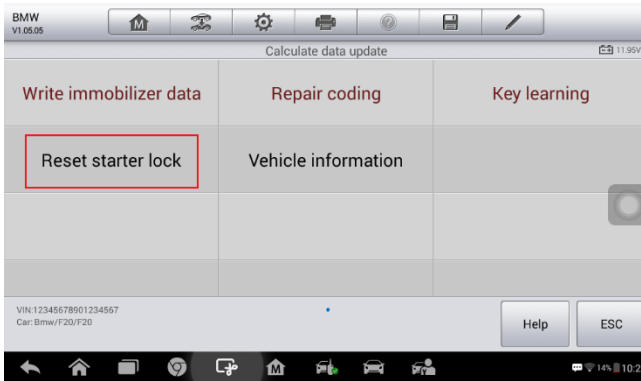 BMW
V1.05.05
Calculate data update
11.95V
Write immobilizer data
Repair coding
Key learning
Reset starter lock
Vehicle information
VIN:12345678901234567
Car: Bmw/F20/F20
Help
ESC
14%